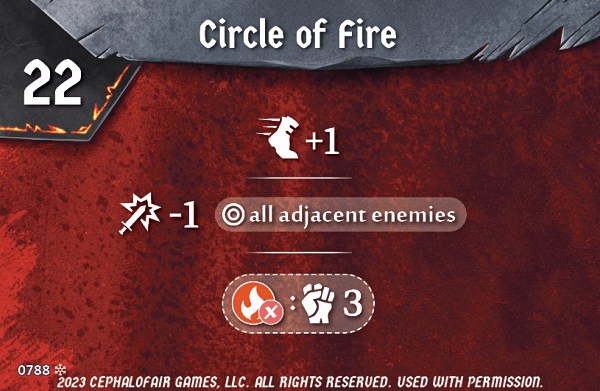 Circle of Fire
22
+1
-1 all adjacent enemies
: 3
0788
2023 CEPHALOFAIR GAMES, LLC. ALL RIGHTS RESERVED. USED WITH PERMISSION.